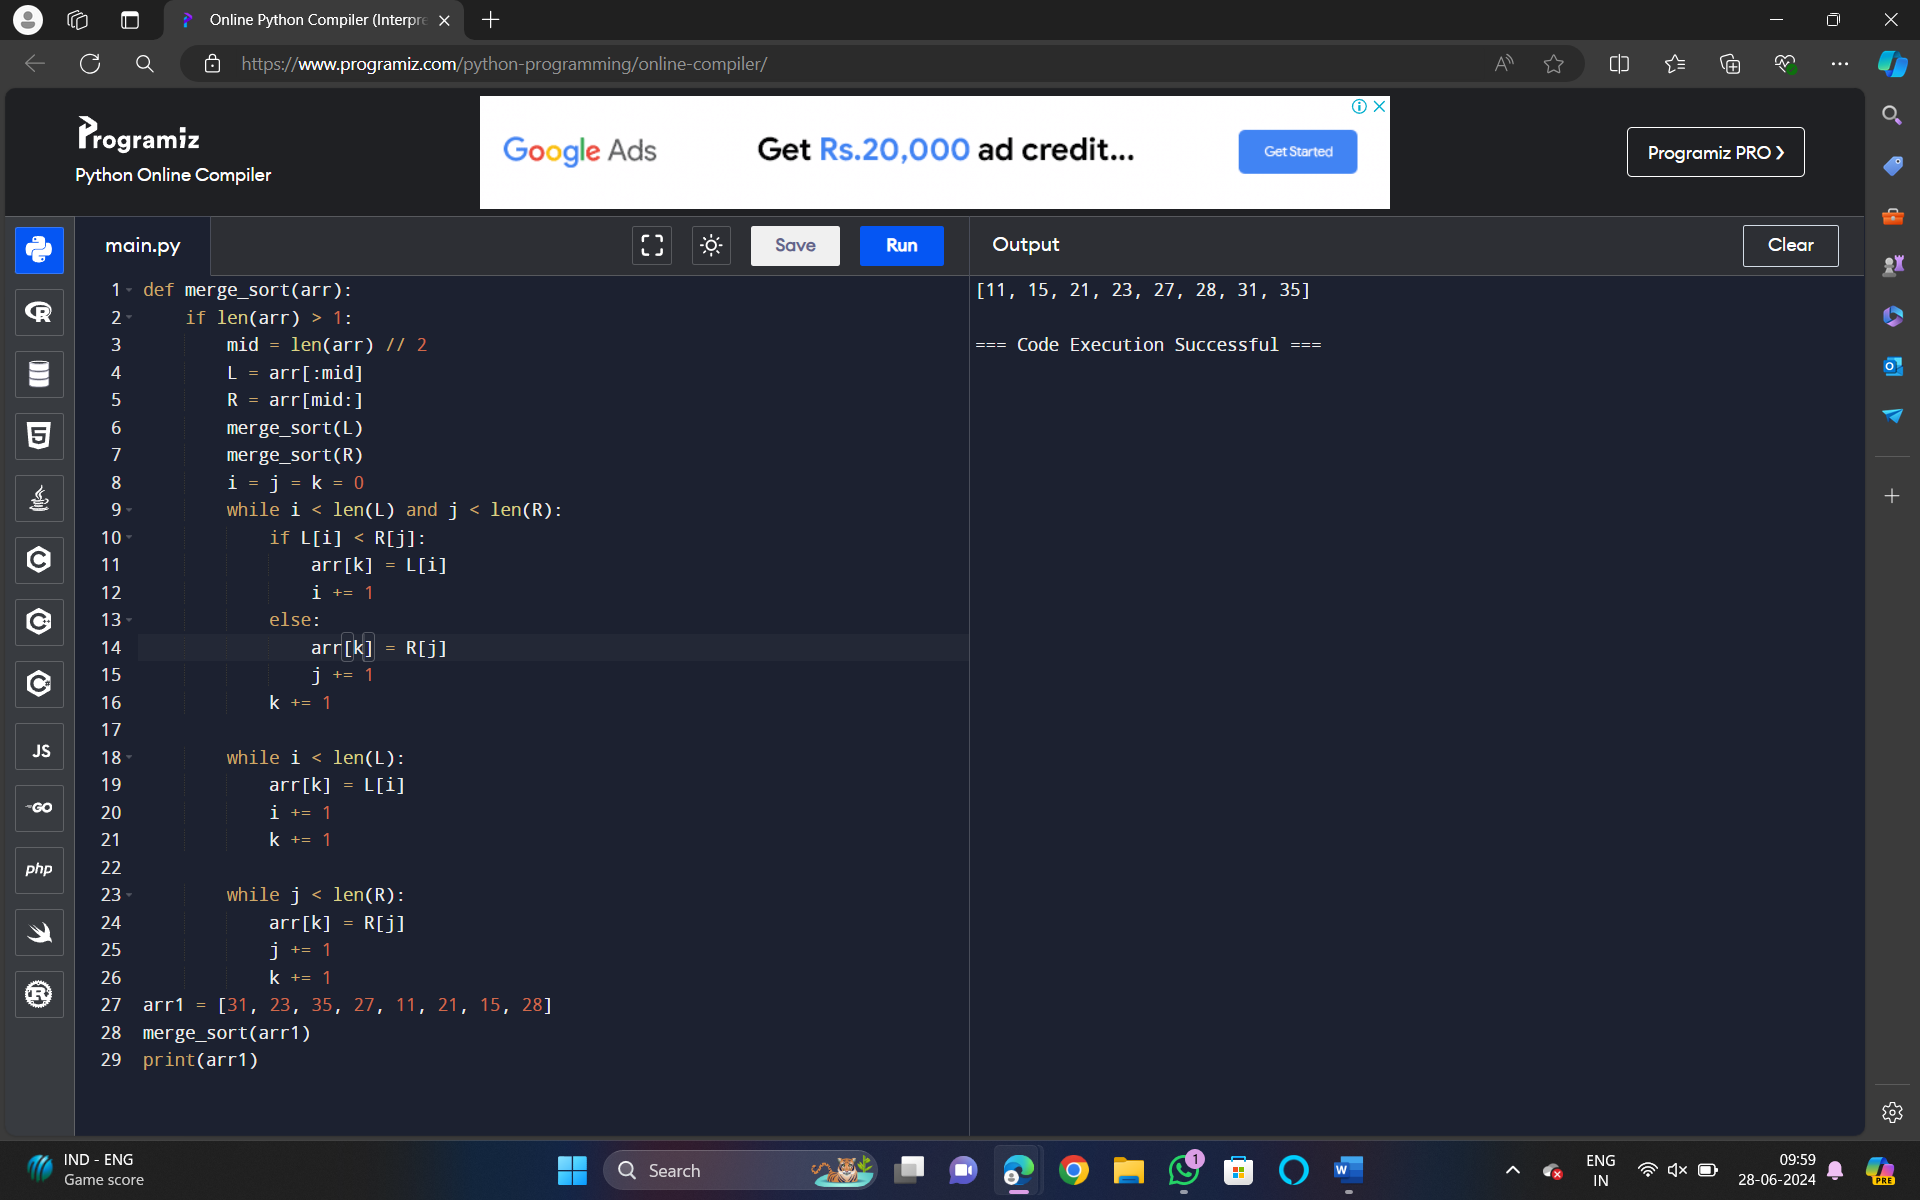 Online Python Compiler (Interpre
https://www.programiz.com/python-programming/online-compiler/
Programiz
Python Online Compiler
Google Ads
Get Rs.20,000 ad credit...
Get Started
Programiz PRO
main.py
Save
Run
Output
Clear
1 def merge_sort(arr):
2     if len(arr) > 1:
3         mid = len(arr) // 2
4         L = arr[:mid]
5         R = arr[mid:]
6         merge_sort(L)
7         merge_sort(R)
8         i = j = k = 0
9         while i < len(L) and j < len(R):
10             if L[i] < R[j]:
11                 arr[k] = L[i]
12                 i += 1
13             else:
14                 arr[k] = R[j]
15                 j += 1
16             k += 1
17
18         while i < len(L):
19             arr[k] = L[i]
20             i += 1
21             k += 1
22
23         while j < len(R):
24             arr[k] = R[j]
25             j += 1
26             k += 1
27 arr1 = [31, 23, 35, 27, 11, 21, 15, 28]
28 merge_sort(arr1)
29 print(arr1)
[11, 15, 21, 23, 27, 28, 31, 35]
=== Code Execution Successful ===
JS
GO
php
IND - ENG
Game score
Search
1
ENG
IN
09:59
28-06-2024
PRE